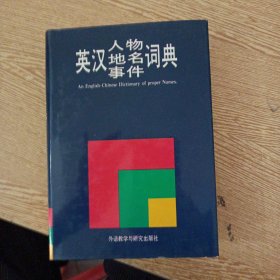 英汉人物地名事件词典
An English-Chinese Dictionary of proper Names.
外语教学与研究出版社